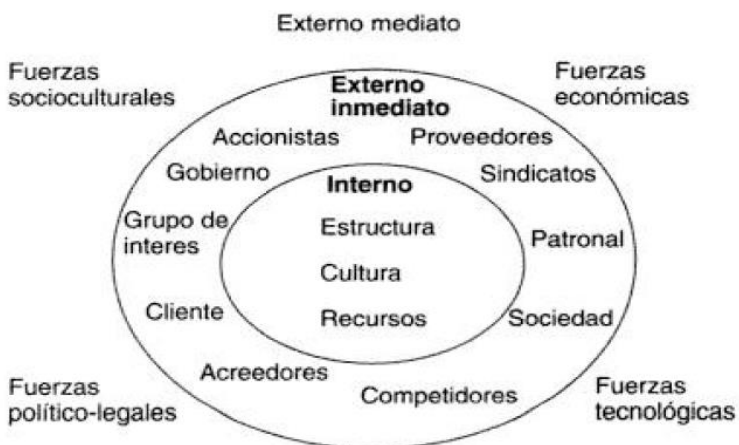 Externo mediato
Fuerzas
socioculturales
Fuerzas
económicas
Externo
inmediato
Accionistas
Proveedores
Gobierno
Sindicatos
Interno
Grupo de
interes
Estructura
Patronal
Cultura
Cliente
Recursos
Sociedad
Acreedores
Competidores
Fuerzas
político-legales
Fuerzas
tecnológicas